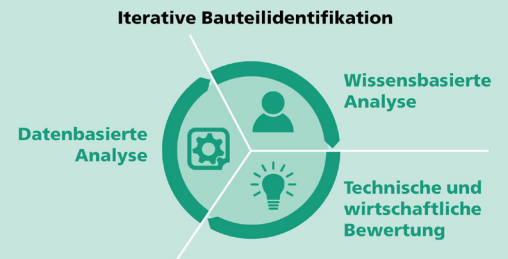 Iterative Bauteilidentifikation
Wissensbasierte
Analyse
Datenbasierte
Analyse
Technische und
wirtschaftliche
Bewertung